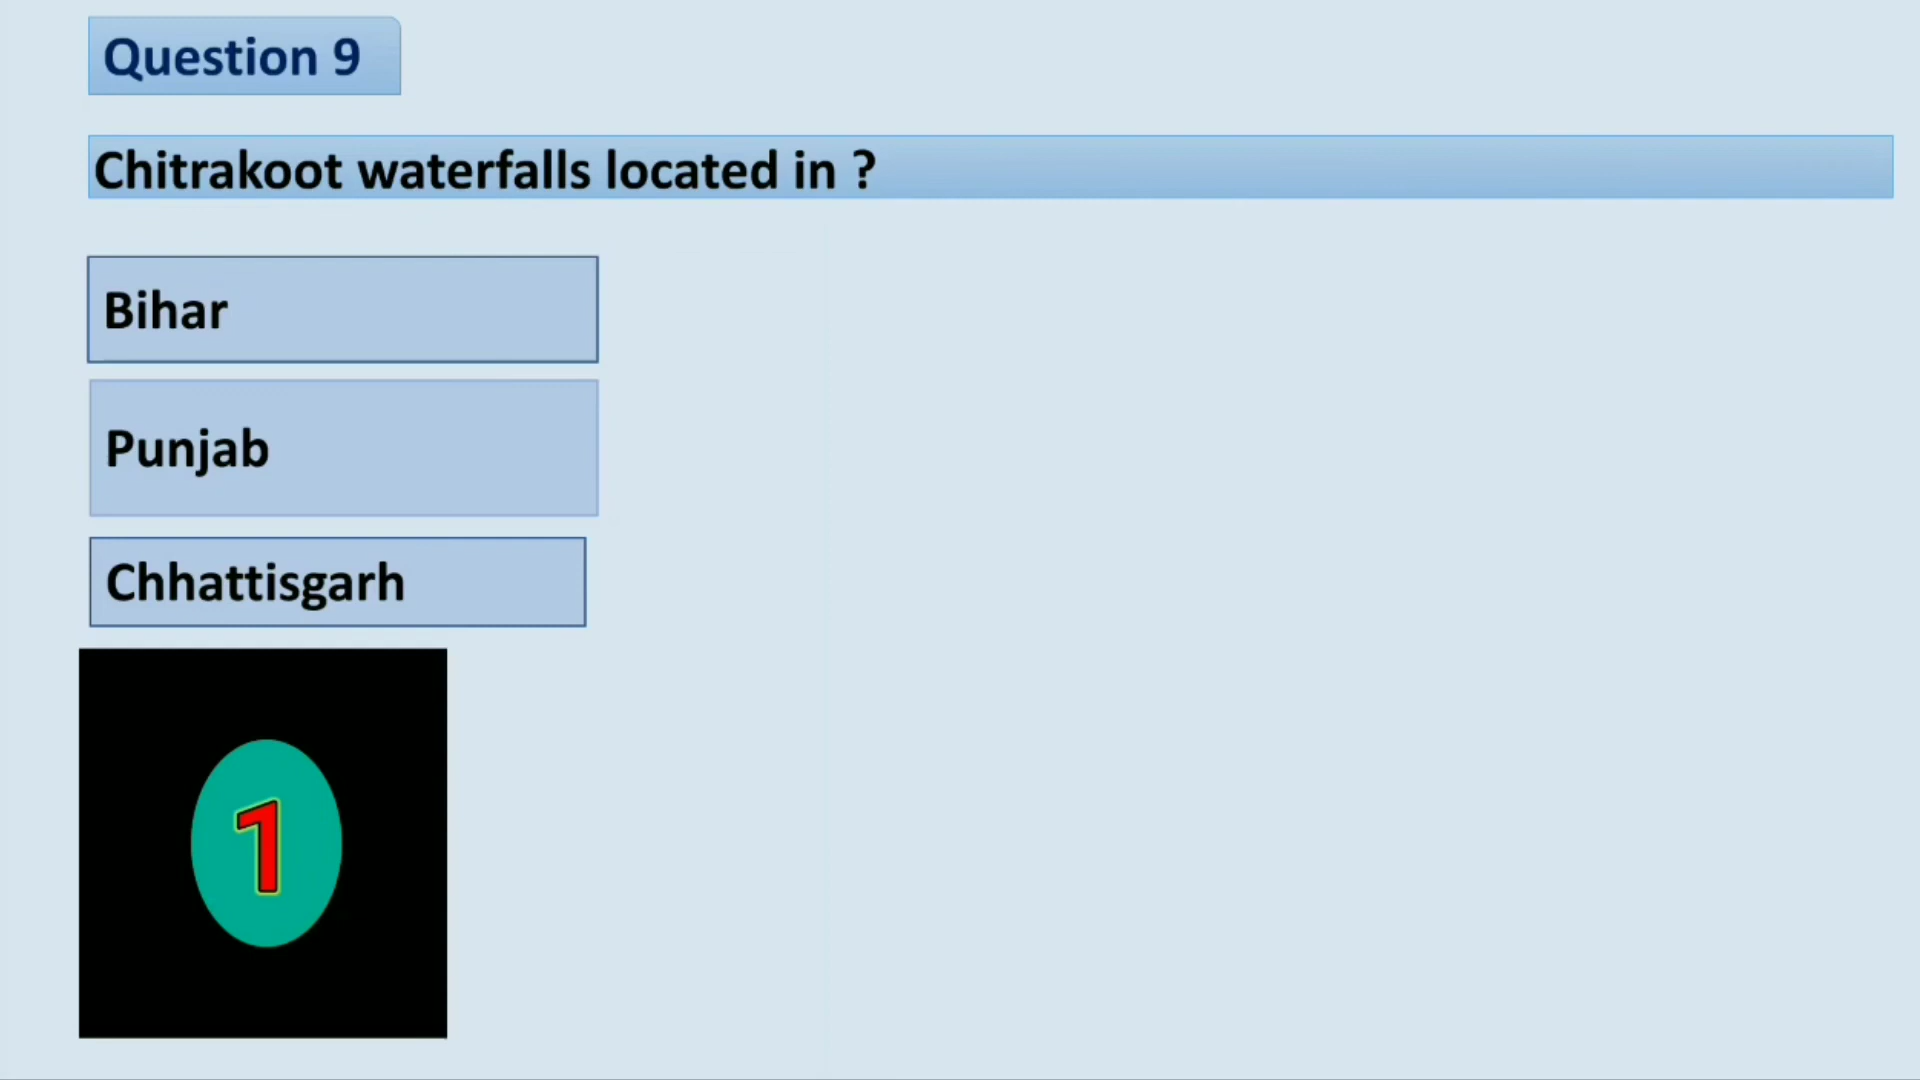 Question 9
Chitrakoot waterfalls located in ?
Bihar
Punjab
Chhattisgarh
1